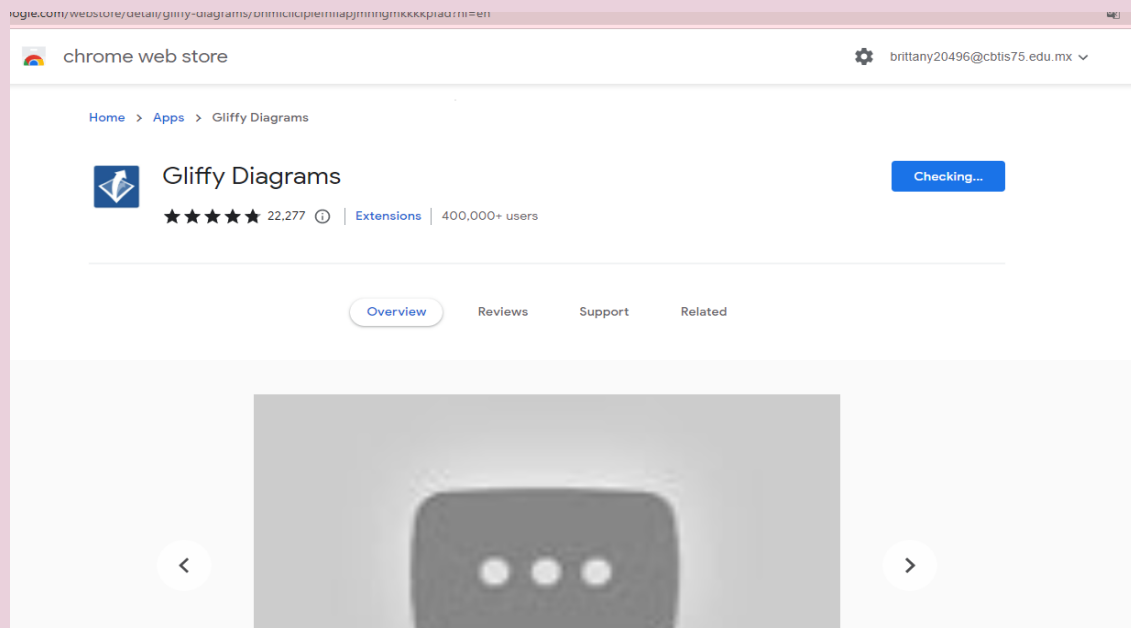 chrome web store
brittany20496@cbtis75.edu.mx
Home > Apps > Gliffy Diagrams
Gliffy Diagrams
Checking...
22,277 | Extensions | 400,000+ users
Overview Reviews Support Related